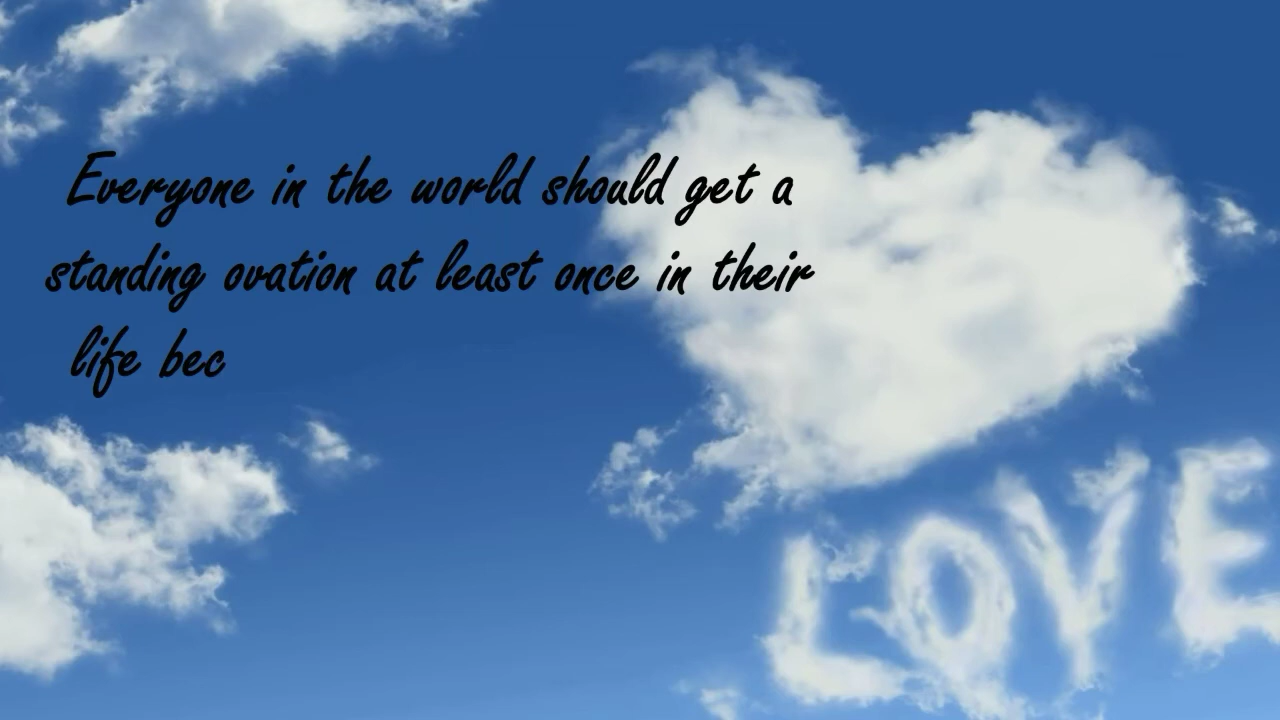 Everyone in the world should get a
standing ovation at least once in their
life bec
LOVE